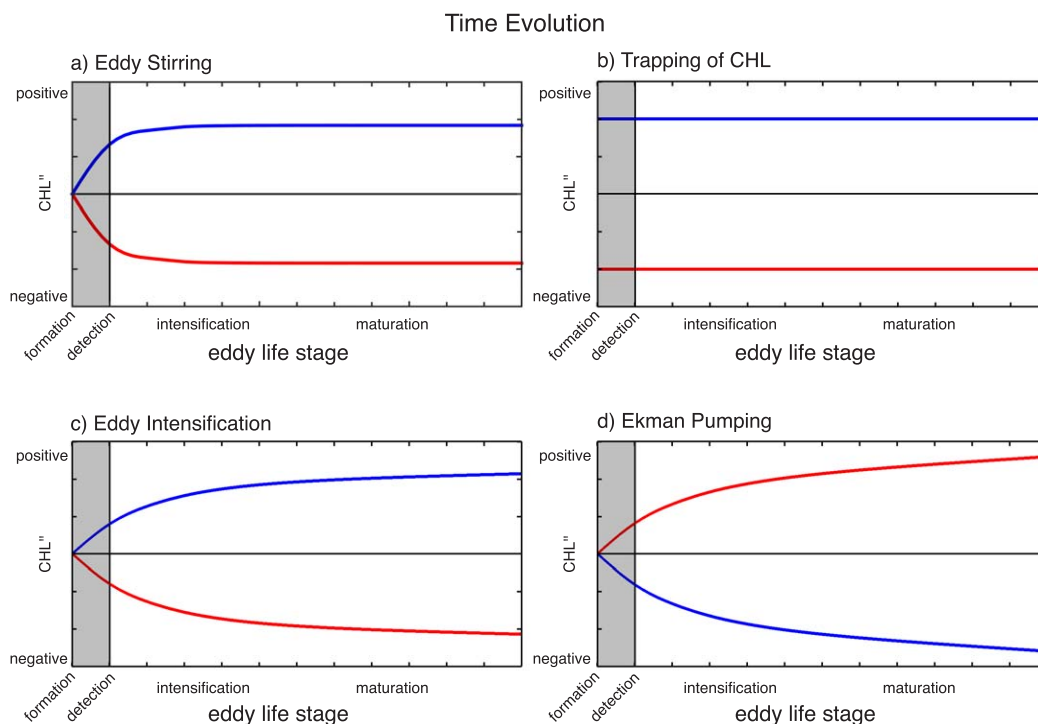 Time Evolution
a) Eddy Stirring
positive
CHL"
negative
formation
detection
intensification
maturation
eddy life stage
b) Trapping of CHL
positive
CHL"
negative
formation
detection
intensification
maturation
eddy life stage
c) Eddy Intensification
positive
CHL"
negative
formation
detection
intensification
maturation
eddy life stage
d) Ekman Pumping
positive
CHL"
negative
formation
detection
intensification
maturation
eddy life stage